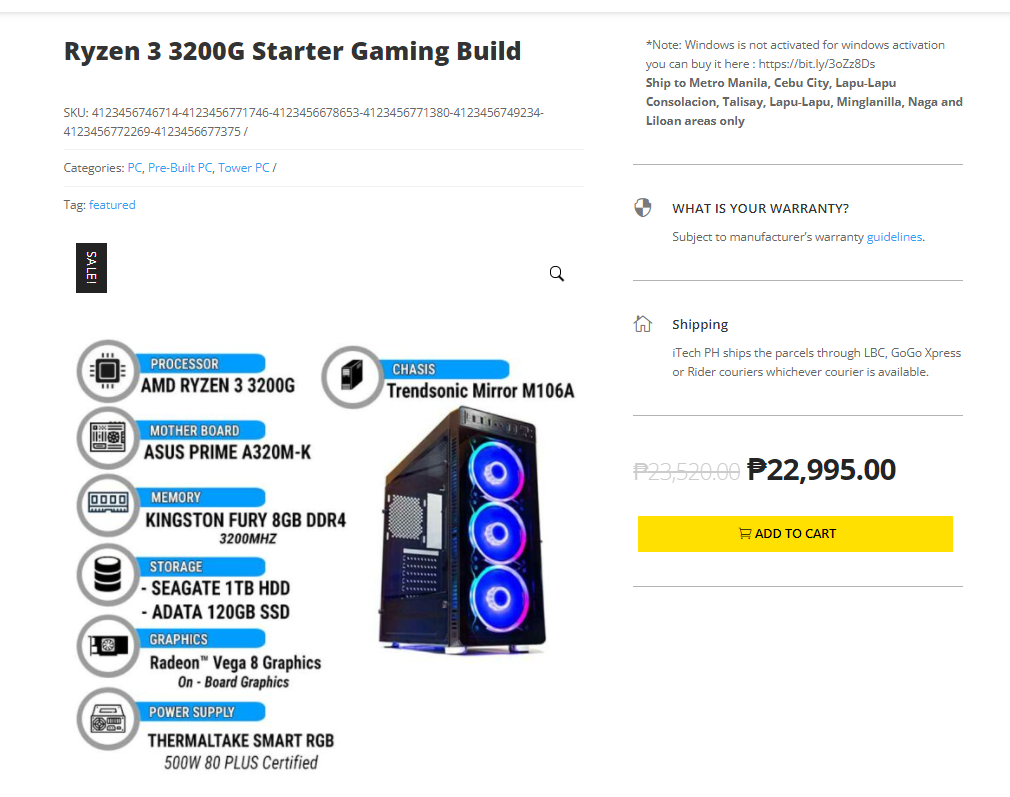 Ryzen 3 3200G Starter Gaming Build
SKU: 4123456746714-4123456771746-4123456678653-4123456771380-4123456749234-
4123456772269-4123456677375 /
Categories: PC, Pre-Built PC, Tower PC /
Tag: featured
SALE!
PROCESSOR
AMD RYZEN 3 3200G
MOTHER BOARD
ASUS PRIME A320M-K
MEMORY
KINGSTON FURY 8GB DDR4
3200MHZ
STORAGE
- SEAGATE 1TB HDD
- ADATA 120GB SSD
GRAPHICS
Radeon™ Vega 8 Graphics
On - Board Graphics
POWER SUPPLY
THERMALTAKE SMART RGB
500W 80 PLUS Certified
CHASIS
Trendsonic Mirror M106A
*Note: Windows is not activated for windows activation
you can buy it here : https://bit.ly/3oZz8Ds
Ship to Metro Manila, Cebu City, Lapu-Lapu
Consolacion, Talisay, Lapu-Lapu, Minglanilla, Naga and
Liloan areas only
WHAT IS YOUR WARRANTY?
Subject to manufacturer’s warranty guidelines.
Shipping
iTech PH ships the parcels through LBC, GoGo Xpress
or Rider couriers whichever courier is available.
₱23,520.00 ₱22,995.00
ADD TO CART